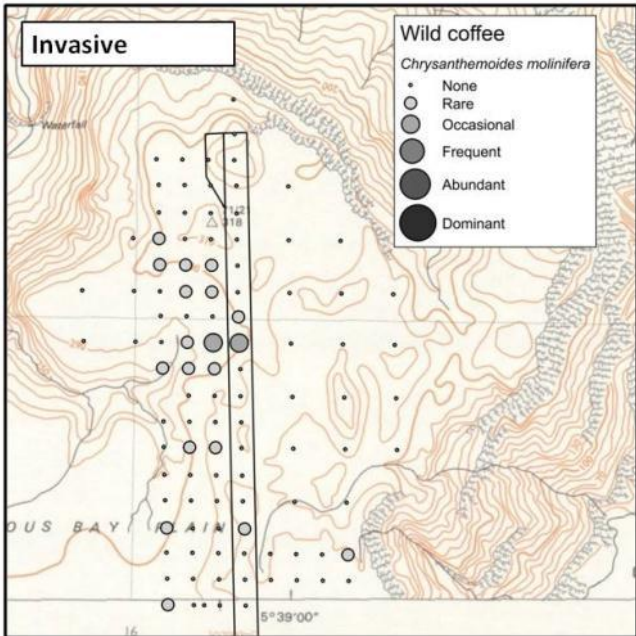 Invasive
Wild coffee
Chrysanthemoides molinifera
None
Rare
Occasional
Frequent
Abundant
Dominant
Waterfall
318
OUS BAY PLAIN
5°39'00"
16